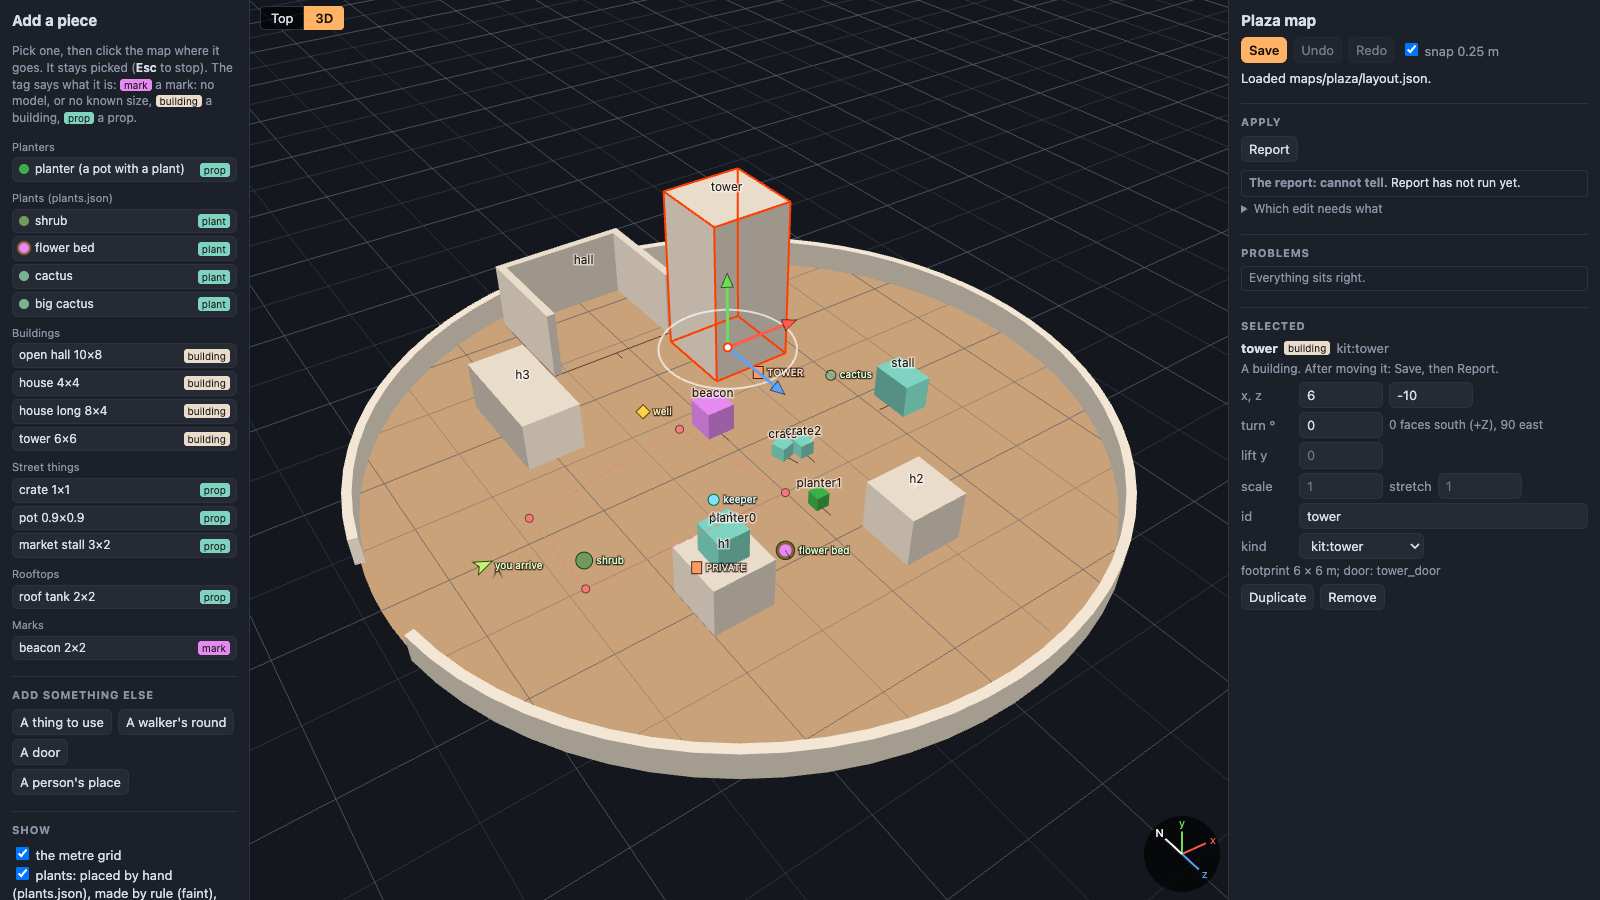 Add a piece
Pick one, then click the map where it
goes. It stays picked (Esc to stop). The
tag says what it is: mark a mark: no
model, or no known size, building a
building, prop a prop.
Planters
planter (a pot with a plant) prop
Plants (plants.json)
shrub plant
flower bed plant
cactus plant
big cactus plant
Buildings
open hall 10×8 building
house 4×4 building
house long 8×4 building
tower 6×6 building
Street things
crate 1×1 prop
pot 0.9×0.9 prop
market stall 3×2 prop
Rooftops
roof tank 2×2 prop
Marks
beacon 2×2 mark
ADD SOMETHING ELSE
A thing to use A walker's round
A door
A person's place
SHOW
the metre grid
plants: placed by hand
(plants.json), made by rule (faint),
Top 3D
tower
hall
h3
TOWER
cactus
stall
beacon
well
crate2
planter1
h2
keeper
planter0
h1
flower bed
PRIVATE
you arrive
shrub
N y x z
Plaza map
Save Undo Redo snap 0.25 m
Loaded maps/plaza/layout.json.
APPLY
Report
The report: cannot tell. Report has not run yet.
Which edit needs what
PROBLEMS
Everything sits right.
SELECTED
tower building kit:tower
A building. After moving it: Save, then Report.
x, z 6 -10
turn ° 0 0 faces south (+Z), 90 east
lift y 0
scale 1 stretch 1
id tower
kind kit:tower
footprint 6 × 6 m; door: tower_door
Duplicate Remove